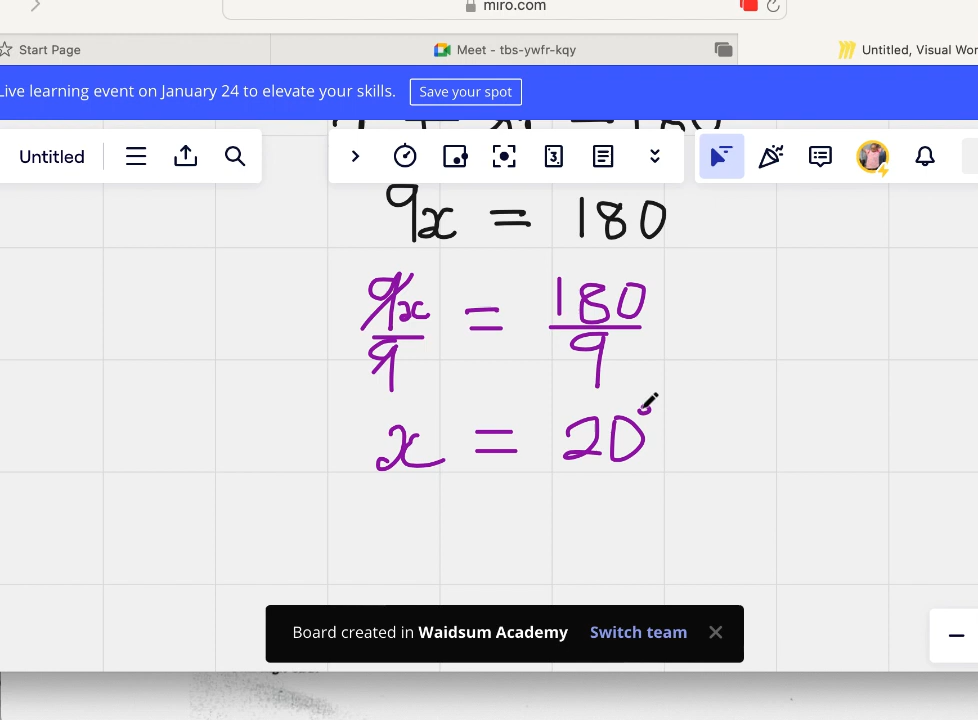 miro.com
Start Page
Meet - tbs-ywfr-kqy
Untitled, Visual Wor
Live learning event on January 24 to elevate your skills. Save your spot
Untitled
3
9x = 180
9x/9 = 180/9
x = 20°
Board created in Waidsum Academy Switch team